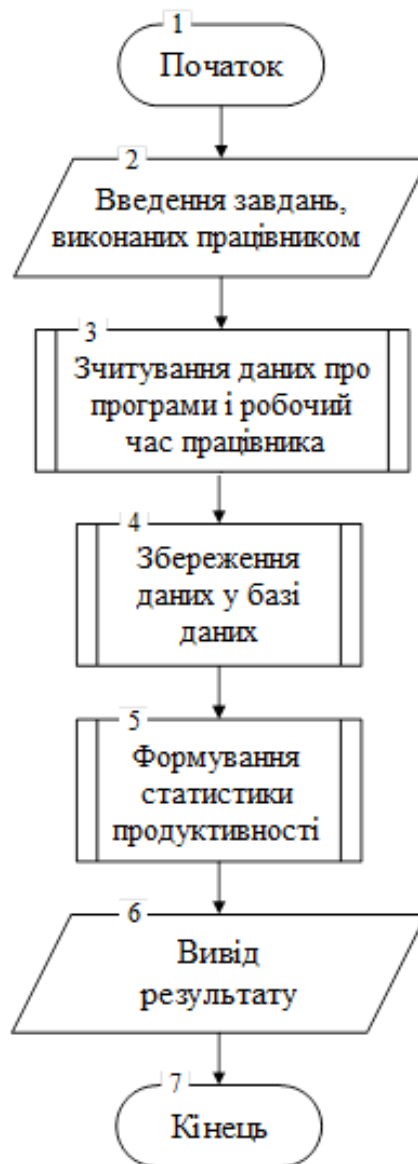 1
Початок
2
Введення завдань,
виконаних працівником
3
Зчитування даних про
програми і робочий
час працівника
4
Збереження
даних у базі
даних
5
Формування
статистики
продуктивності
6
Вивід
результату
7
Кінець